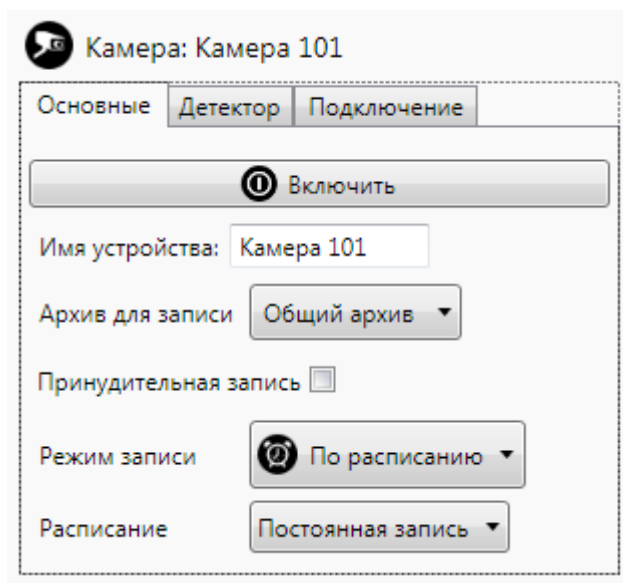 Камера: Камера 101
Основные Детектор Подключение
Включить
Имя устройства: Камера 101
Архив для записи Общий архив
Принудительная запись
Режим записи По расписанию
Расписание Постоянная запись